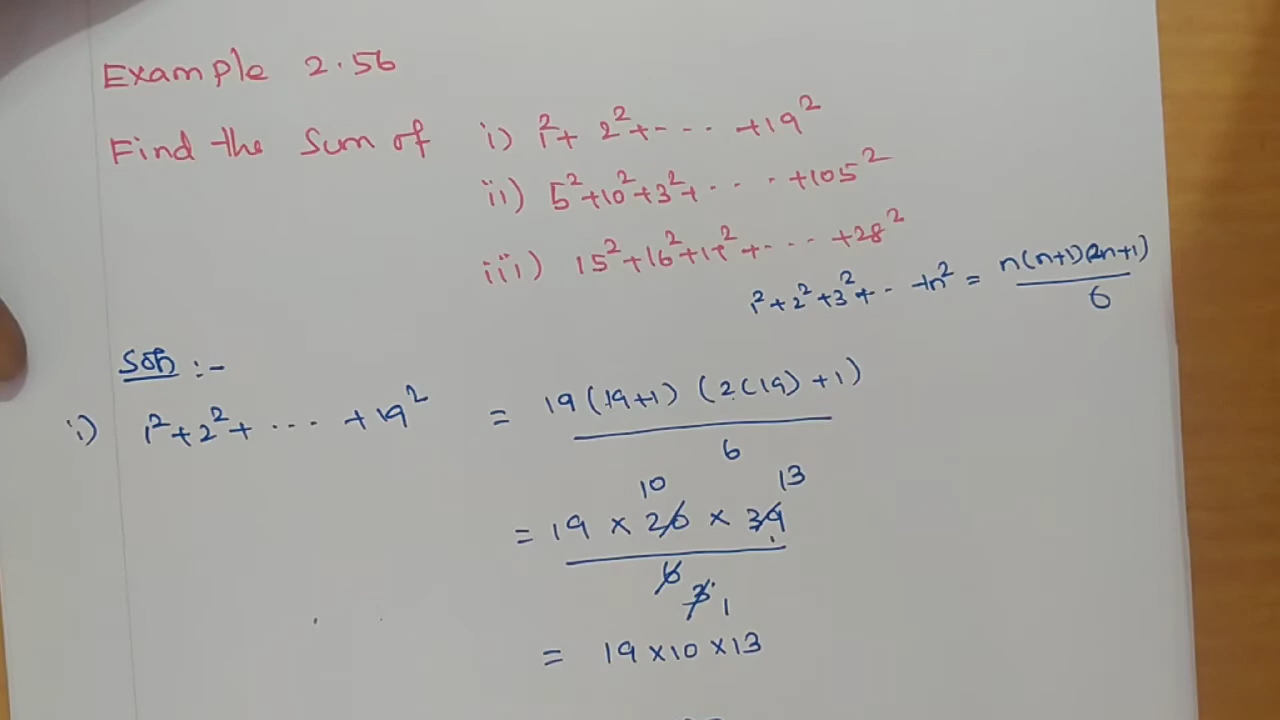 Example 2.56
Find the Sum of i) 1²+ 2²+--- +19²
ii) 5²+10²+3²+---- +105²
iii) 15²+16²+17²+---- +28²
1²+2²+3²+-- +n² = n(n+1)(2n+1)/6
Soln :-
i) 1²+2²+ --- +19² = 19(19+1) (2(19)+1)/6
10 13
= 19 × 20 × 39
6 3 1
= 19×10×13